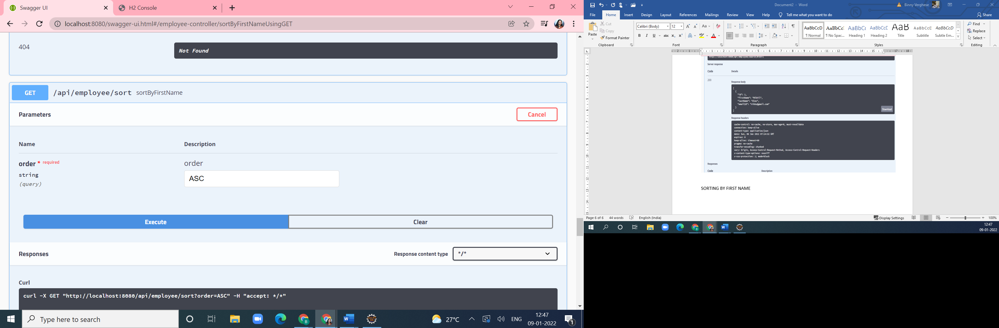 Swagger UI
H2 Console
localhost:8080/swagger-ui.html#/employee-controller/sortByFirstNameUsingGET
404
Not Found
GET /api/employee/sort sortByFirstName
Parameters
Cancel
Name Description
order * required
string
(query)
order
ASC
Execute
Clear
Responses
Response content type */*
Curl
curl -X GET "http://localhost:8080/api/employee/sort?order=ASC" -H "accept: */*"
Type here to search
B
27°C
ENG
12:47
09-01-2022
1
Document2 - Word
Binny Verghese
File Home Insert Design Layout References Mailings Review View Help Tell me what you want to do
Share
Paste
Cut
Copy
Format Painter
Clipboard
Calibri (Body) 12
Font
Paragraph
AaBbCcD AaBbCc AaBbCc AaBbCcC AaB AaBbCcC AaBbCcD
¶ Normal ¶ No Spac... Heading 1 Heading 2 Title Subtitle Subtle Em...
Styles
Find
Replace
Select
Editing
http://localhost:8080/api/employee/search/Nikhil
Server response
Code Details
200
Response body
[
{
"id": 1,
"firstName": "Nikhil",
"lastName": "Alex",
"emailId": "nikku@gmail.com"
}
]
Download
Response headers
cache-control: no-cache, no-store, max-age=0, must-revalidate
connection: keep-alive
content-type: application/json
date: Sun, 09 Jan 2022 07:14:32 GMT
expires: 0
keep-alive: timeout=60
pragma: no-cache
transfer-encoding: chunked
vary: Origin, Access-Control-Request-Method, Access-Control-Request-Headers
x-content-type-options: nosniff
x-xss-protection: 1; mode=block
Responses
Code Description
SORTING BY FIRST NAME
Page 6 of 6 44 words English (India)
Display Settings
100%
12:47
09-01-2022